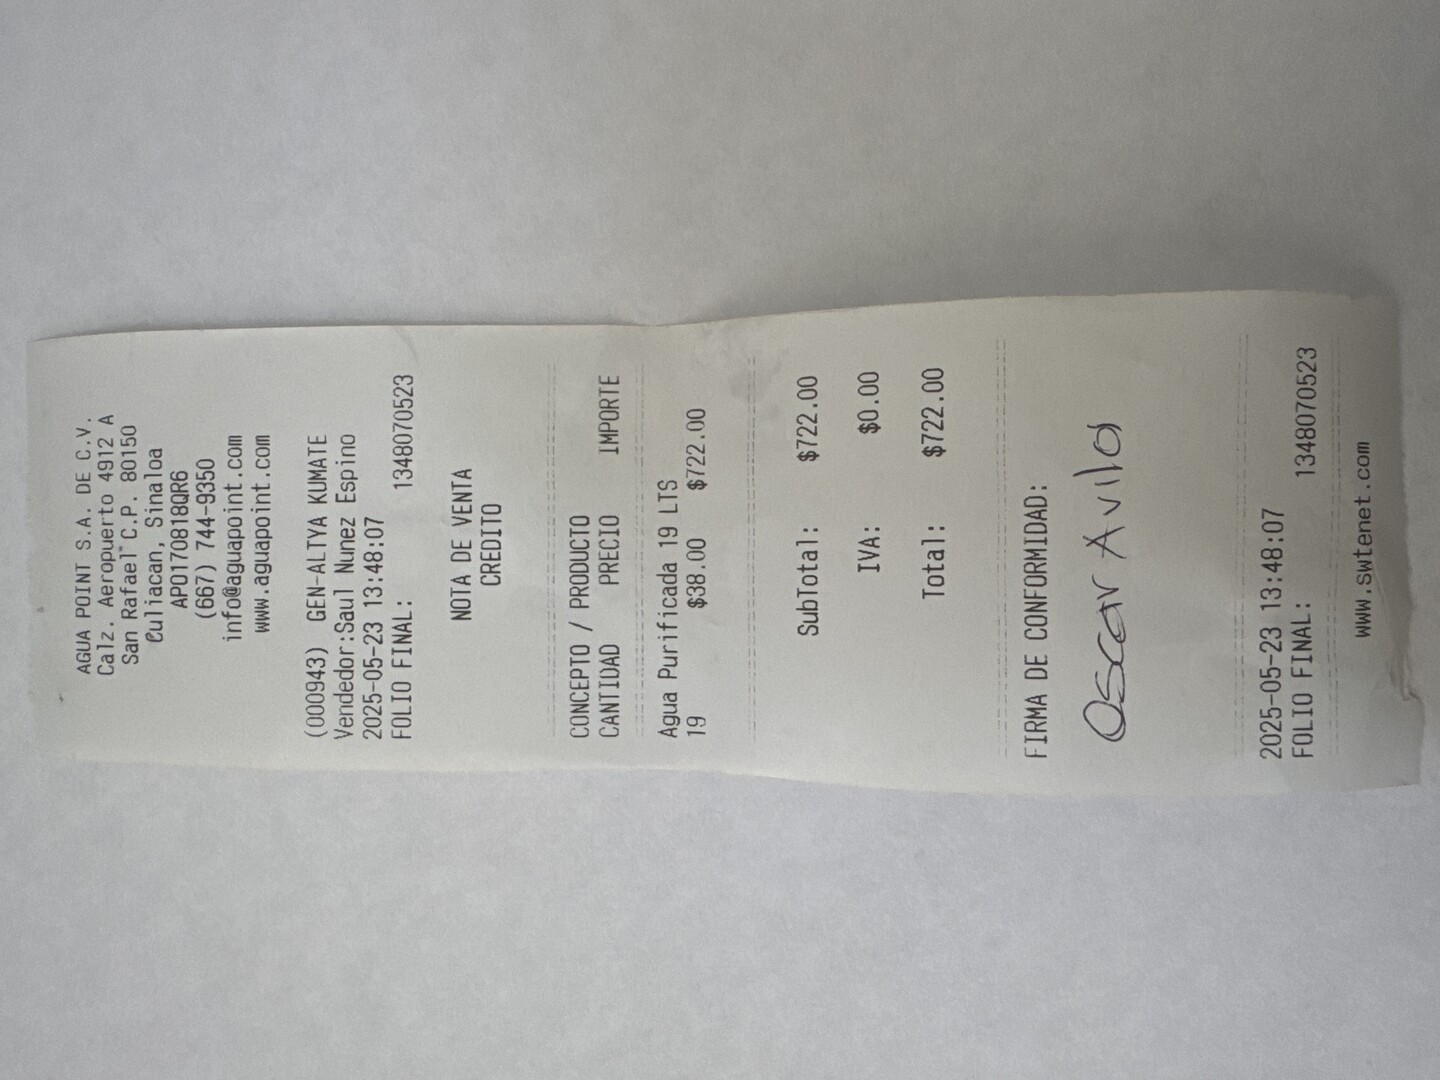 AGUA POINT S.A. DE C.V.
Calz. Aeropuerto 4912 A
San Rafael C.P. 80150
Culiacan, Sinaloa
APO170818QR6
(667) 744-9350
info@aguapoint.com
www.aguapoint.com
(000943) GEN-ALTYA KUMATE
Vendedor:Saul Nunez Espino
2025-05-23 13:48:07
FOLIO FINAL: 1348070523
NOTA DE VENTA
CREDITO
CONCEPTO / PRODUCTO
CANTIDAD PRECIO IMPORTE
Agua Purificada 19 LTS
19 $38.00 $722.00
SubTotal: $722.00
IVA: $0.00
Total: $722.00
FIRMA DE CONFORMIDAD:
Oscar Avila
2025-05-23 13:48:07
FOLIO FINAL: 1348070523
www.swtenet.com